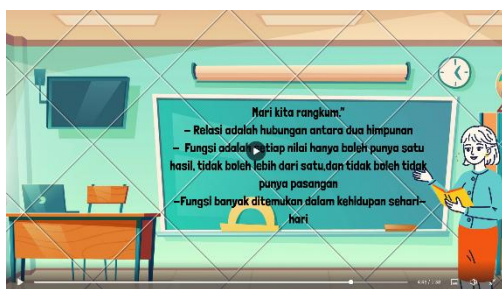 Mari kita rangkum."
– Relasi adalah hubungan antara dua himpunan
– Fungsi adalah setiap nilai hanya boleh punya satu
hasil, tidak boleh lebih dari satu,dan tidak boleh tidak
punya pasangan
–Fungsi banyak ditemukan dalam kehidupan sehari–
hari